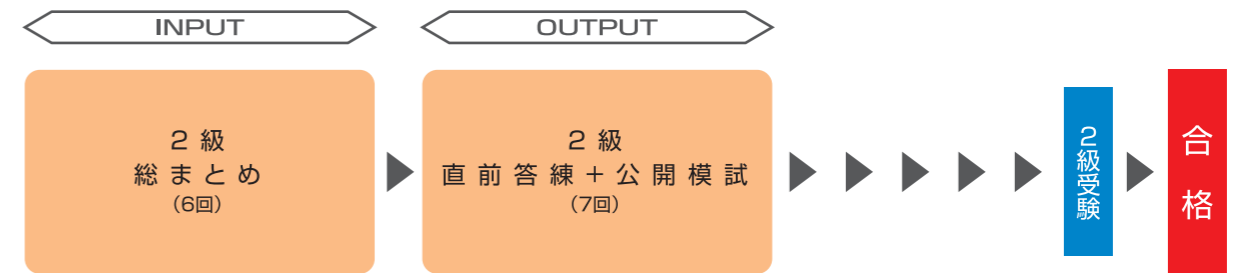 INPUT
OUTPUT
2級
総まとめ
（6回）
2級
直前答練＋公開模試
（7回）
2級受験
合格